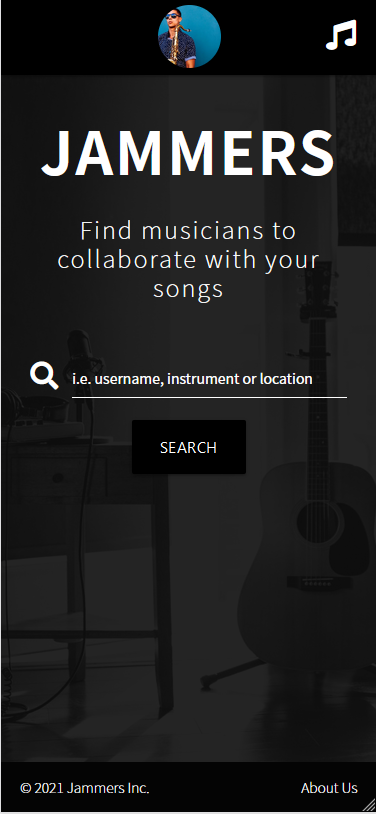 JAMMERS
Find musicians to
collaborate with your
songs
i.e. username, instrument or location
SEARCH
© 2021 Jammers Inc.
About Us